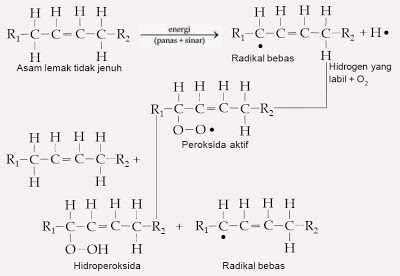 H H H H energi H H H H
R₁–C–C=C–C–R₂ (panas + sinar) R₁–C–C=C–C–R₂ + H•
H H • H
Asam lemak tidak jenuh Radikal bebas Hidrogen yang
labil + O₂
H H H H
R₁–C–C=C–C–R₂
O–O• H
Peroksida aktif
H H H H
R₁–C–C=C–C–R₂ +
H H
H H H H H H H H
R₁–C–C=C–C–R₂ + R₁–C–C=C–C–R₂
O–OH H • H
Hidroperoksida Radikal bebas